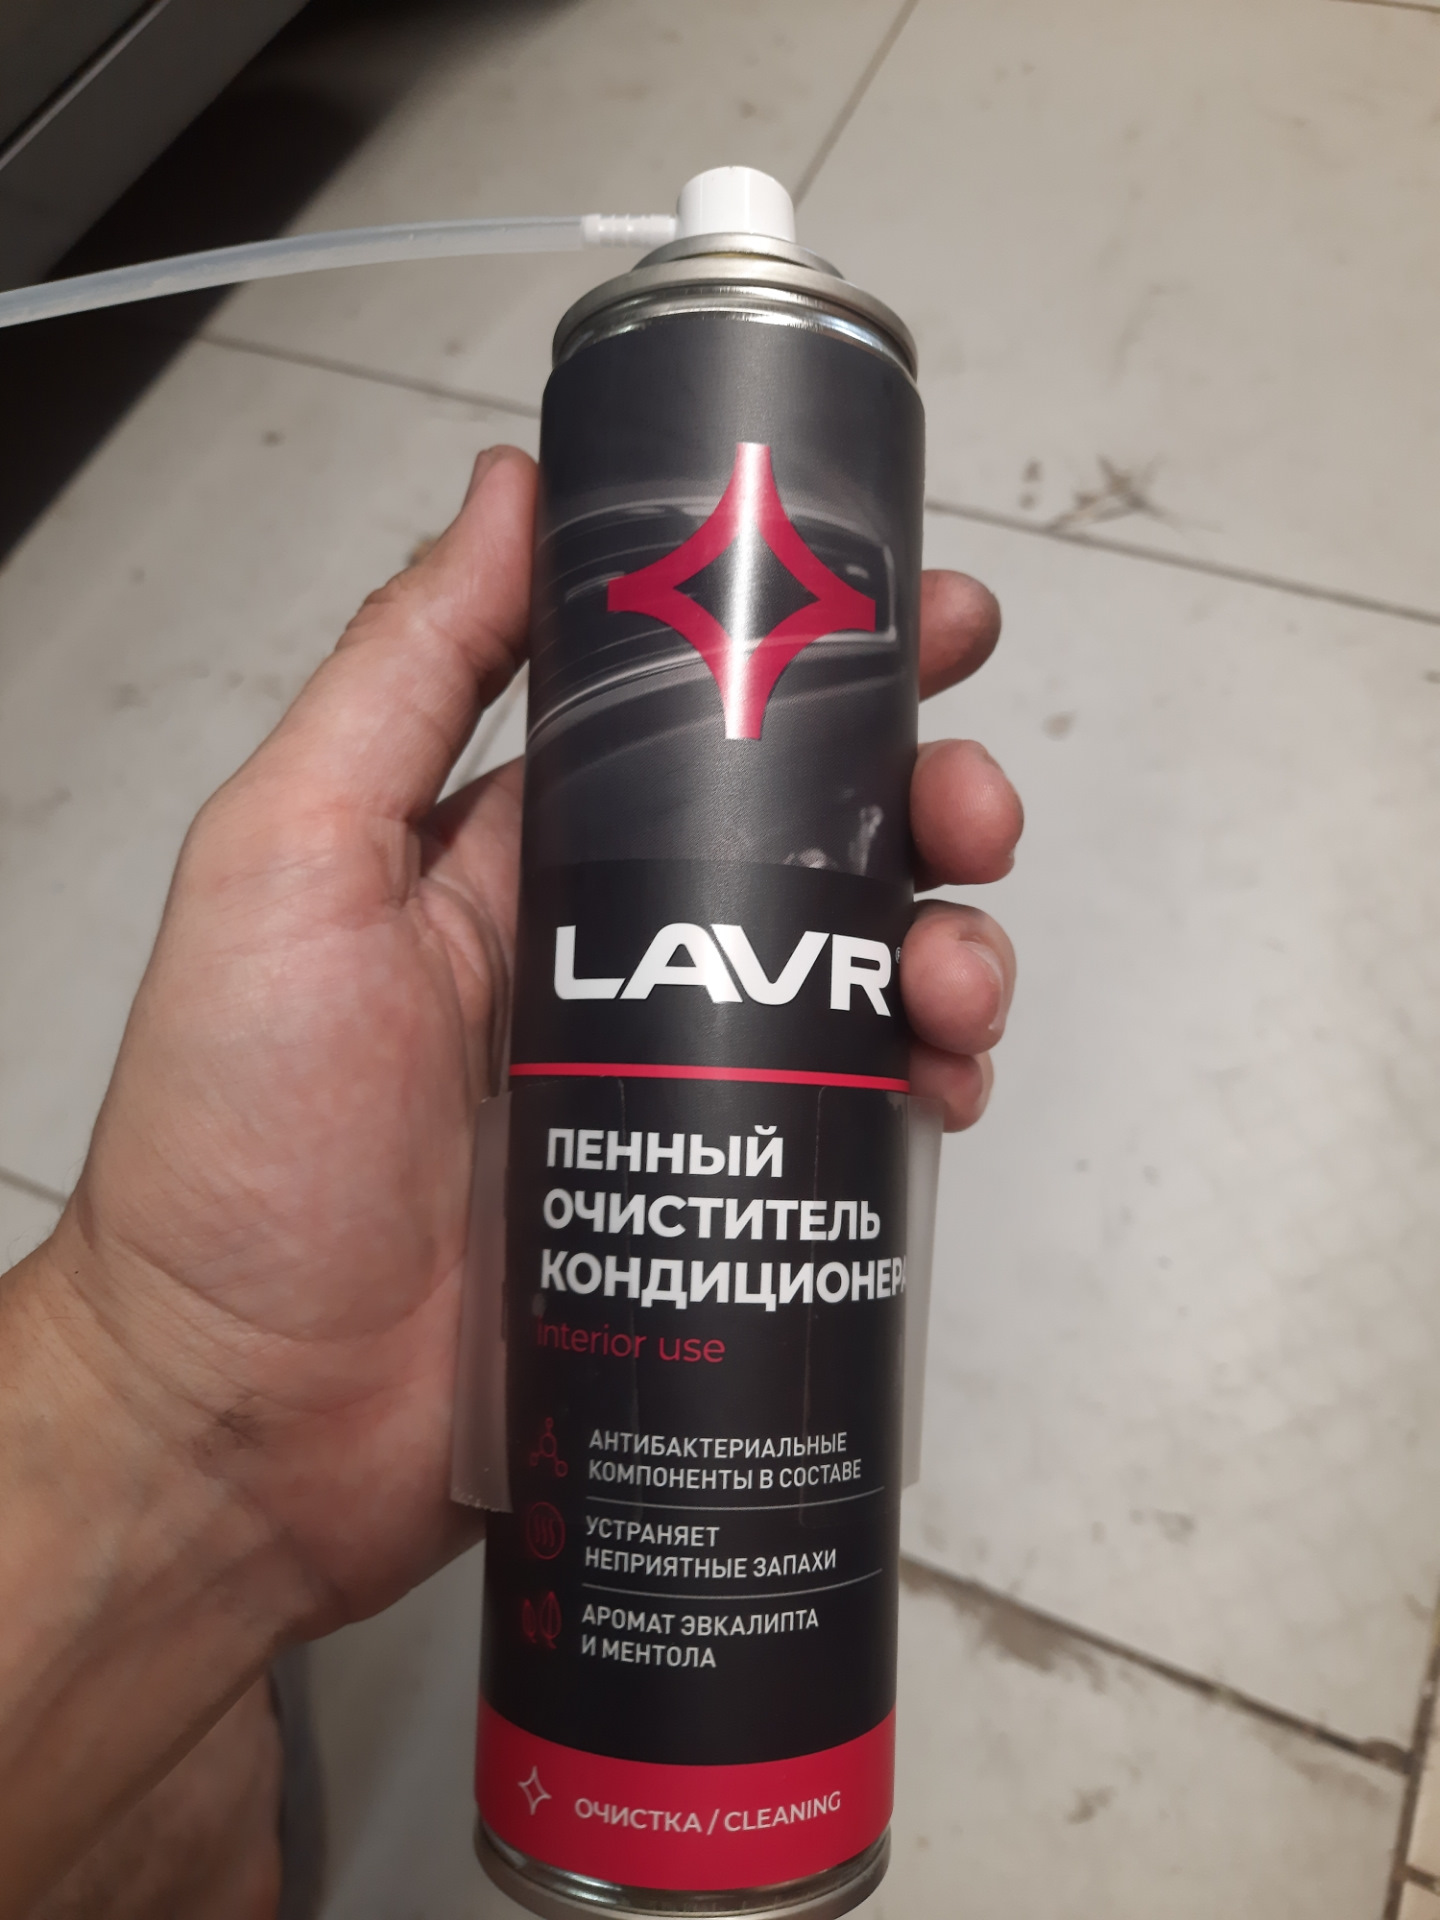 LAVR®
ПЕННЫЙ
ОЧИСТИТЕЛЬ
КОНДИЦИОНЕРА
Interior use
АНТИБАКТЕРИАЛЬНЫЕ
КОМПОНЕНТЫ В СОСТАВЕ
УСТРАНЯЕТ
НЕПРИЯТНЫЕ ЗАПАХИ
АРОМАТ ЭВКАЛИПТА
И МЕНТОЛА
ОЧИСТКА / CLEANING